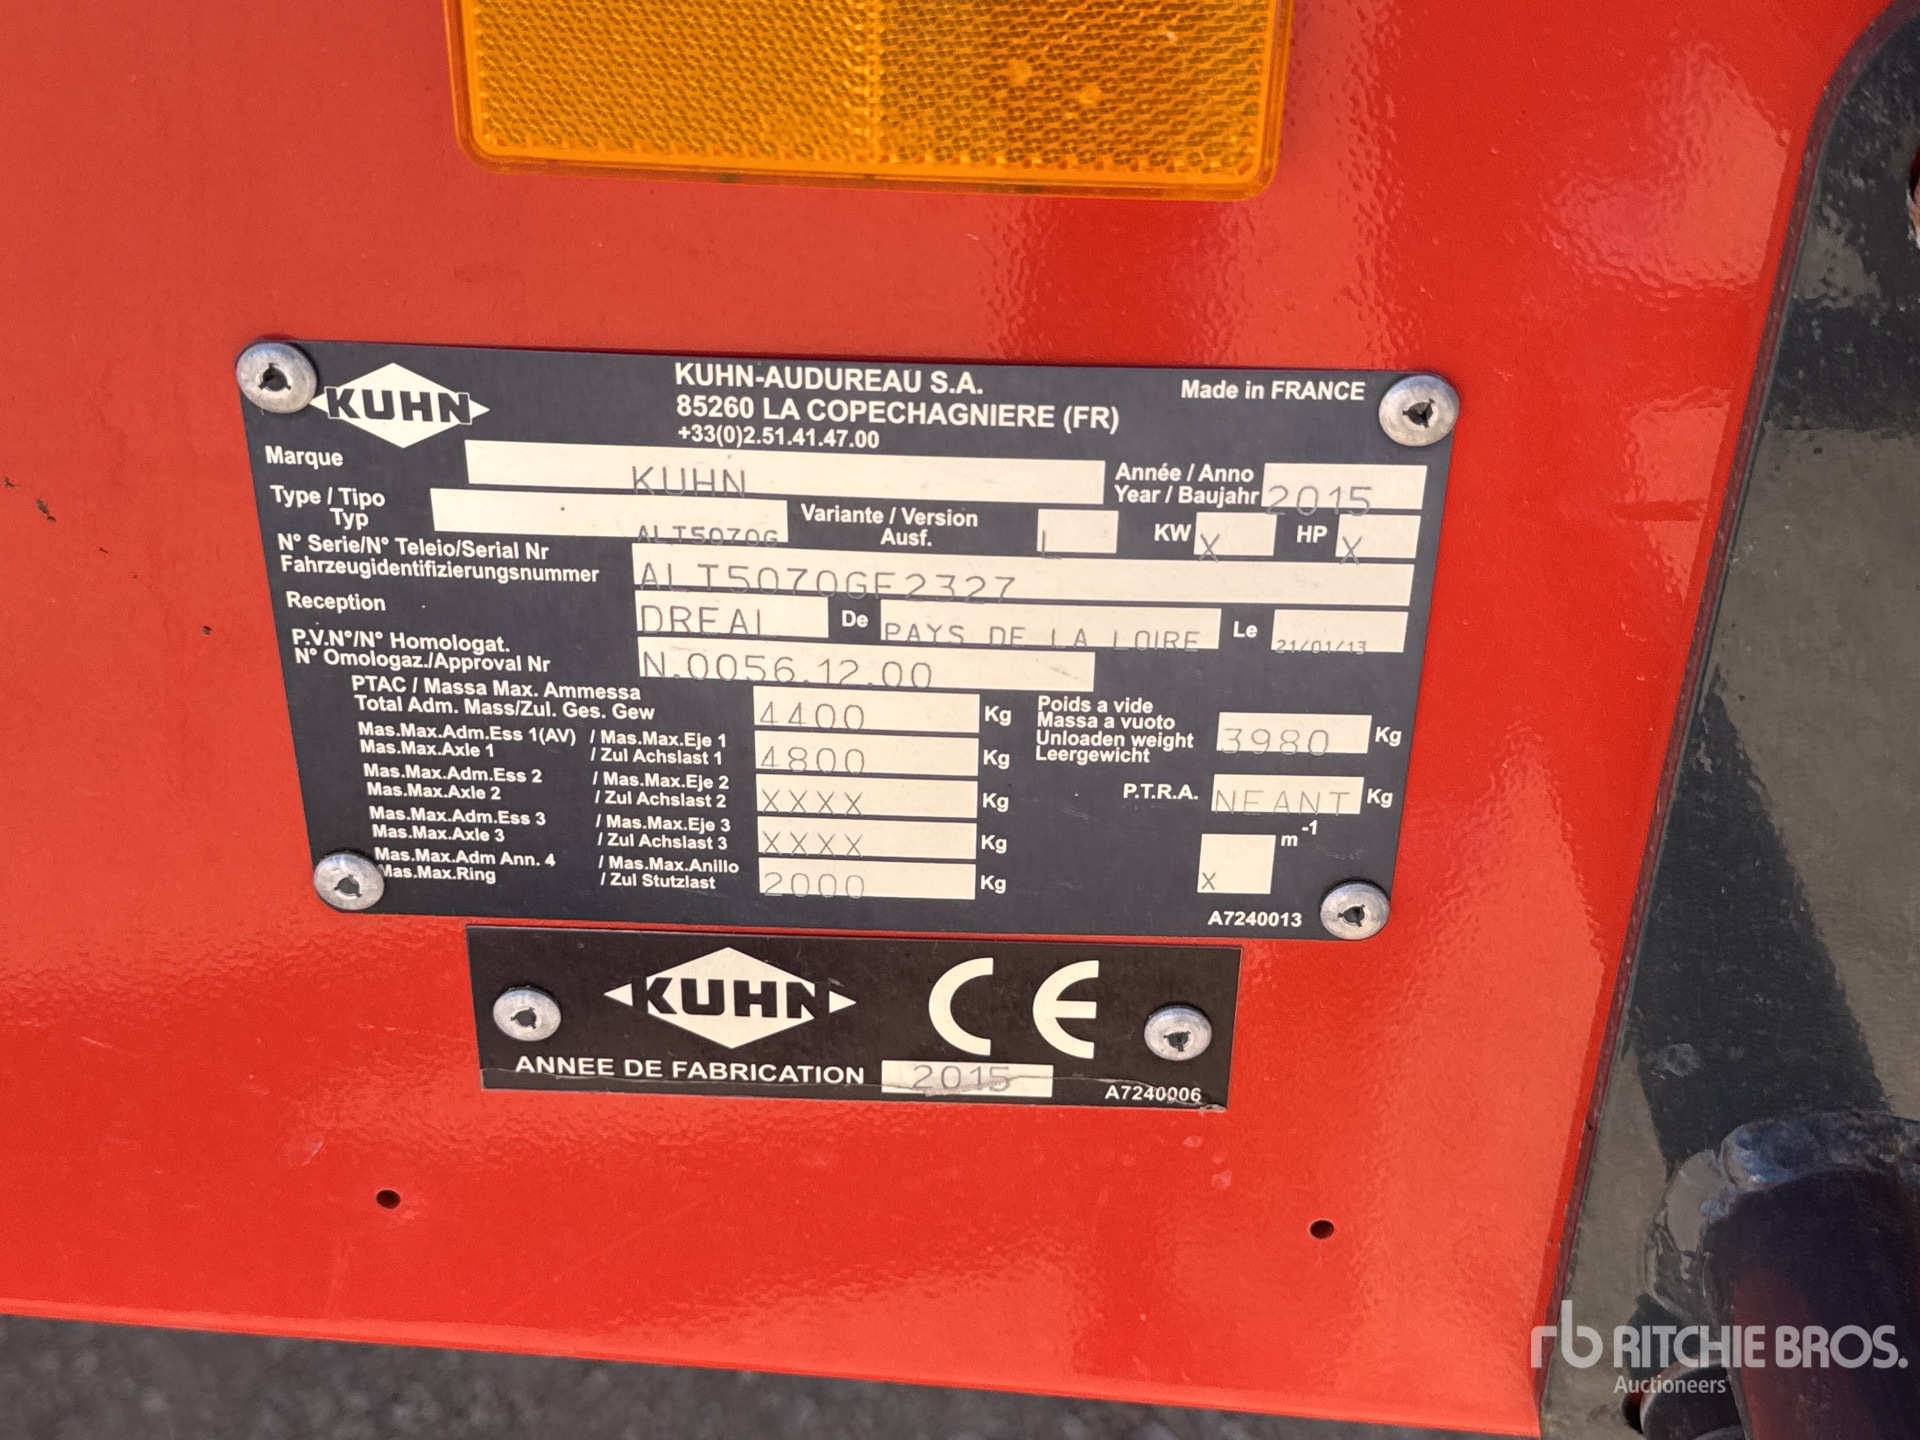 KUHN
KUHN-AUDUREAU S.A.
85260 LA COPECHAGNIERE (FR)
+33(0)2.51.41.47.00
Made in FRANCE
Marque KUHN
Année / Anno
Year / Baujahr 2015
Type / Tipo
Typ ALT5070G
Variante / Version
Ausf. L
KW X HP X
N° Serie/N° Teleio/Serial Nr
Fahrzeugidentifizierungsnummer ALT5070GF2327
Reception DREAL De PAYS DE LA LOIRE Le 21/01/13
P.V.N°/N° Homologat.
N° Omologaz./Approval Nr N.0056.12.00
PTAC / Massa Max. Ammessa
Total Adm. Mass/Zul. Ges. Gew 4400 Kg
Mas.Max.Adm.Ess 1(AV) / Mas.Max.Eje 1
Mas.Max.Axle 1 / Zul Achslast 1 4800 Kg
Mas.Max.Adm.Ess 2 / Mas.Max.Eje 2
Mas.Max.Axle 2 / Zul Achslast 2 XXXX Kg
Mas.Max.Adm.Ess 3 / Mas.Max.Eje 3
Mas.Max.Axle 3 / Zul Achslast 3 XXXX Kg
Mas.Max.Adm Ann. 4 / Mas.Max.Anillo
Mas.Max.Ring / Zul Stutzlast 2000 Kg
Poids a vide
Massa a vuoto
Unloaden weight 3980 Kg
Leergewicht
P.T.R.A. NEANT Kg
X m-1
A7240013
KUHN CE
ANNEE DE FABRICATION 2015
A7240006
rb RITCHIE BROS.
Auctioneers